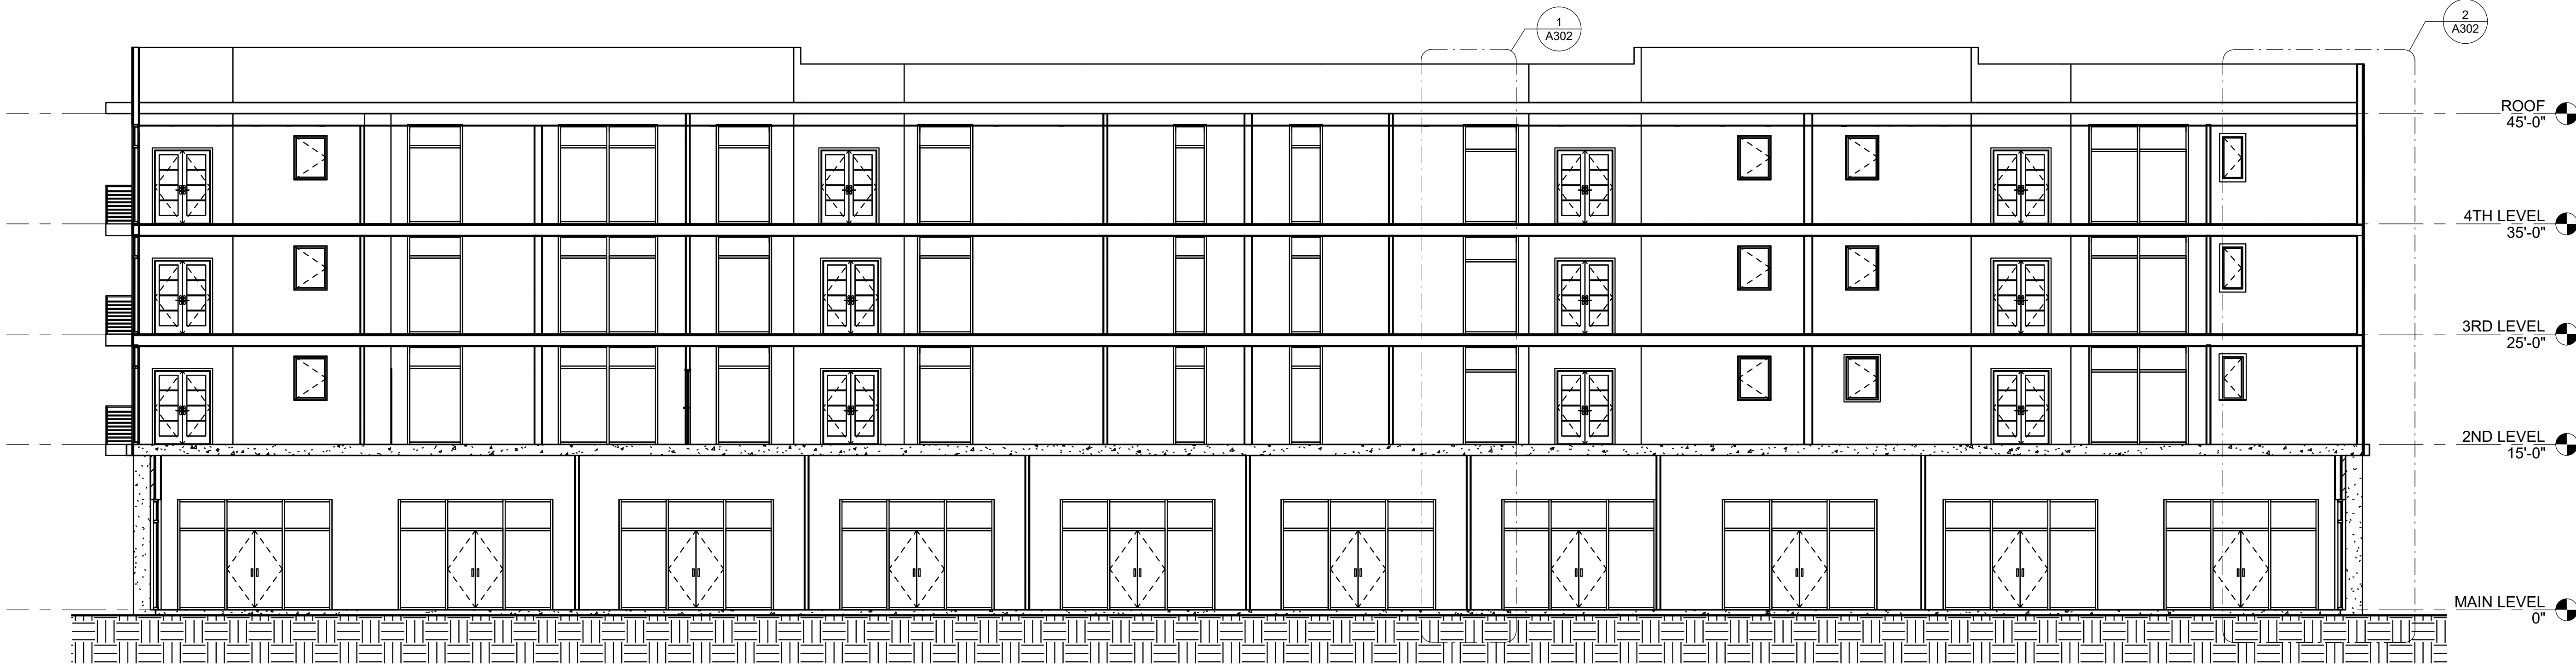 1
A302
2
A302
ROOF
45'-0"
4TH LEVEL
35'-0"
3RD LEVEL
25'-0"
2ND LEVEL
15'-0"
MAIN LEVEL
0"